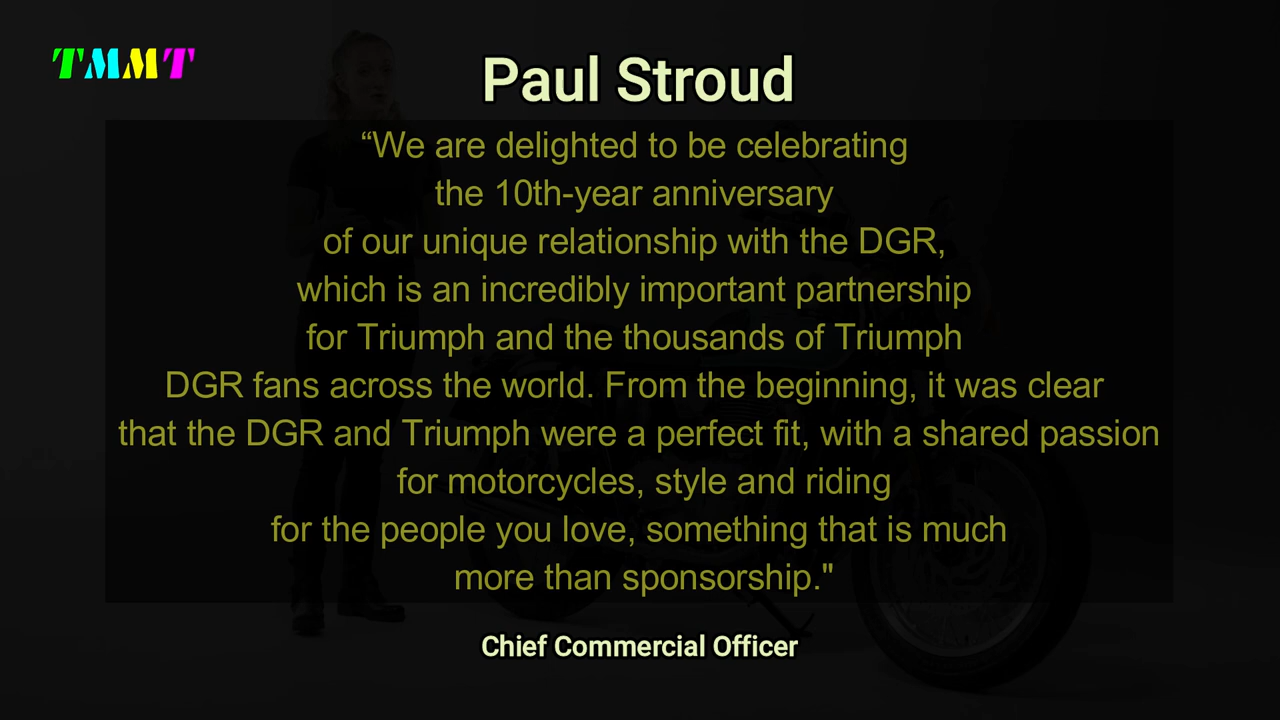 TMMT
Paul Stroud
“We are delighted to be celebrating
the 10th-year anniversary
of our unique relationship with the DGR,
which is an incredibly important partnership
for Triumph and the thousands of Triumph
DGR fans across the world. From the beginning, it was clear
that the DGR and Triumph were a perfect fit, with a shared passion
for motorcycles, style and riding
for the people you love, something that is much
more than sponsorship."
Chief Commercial Officer